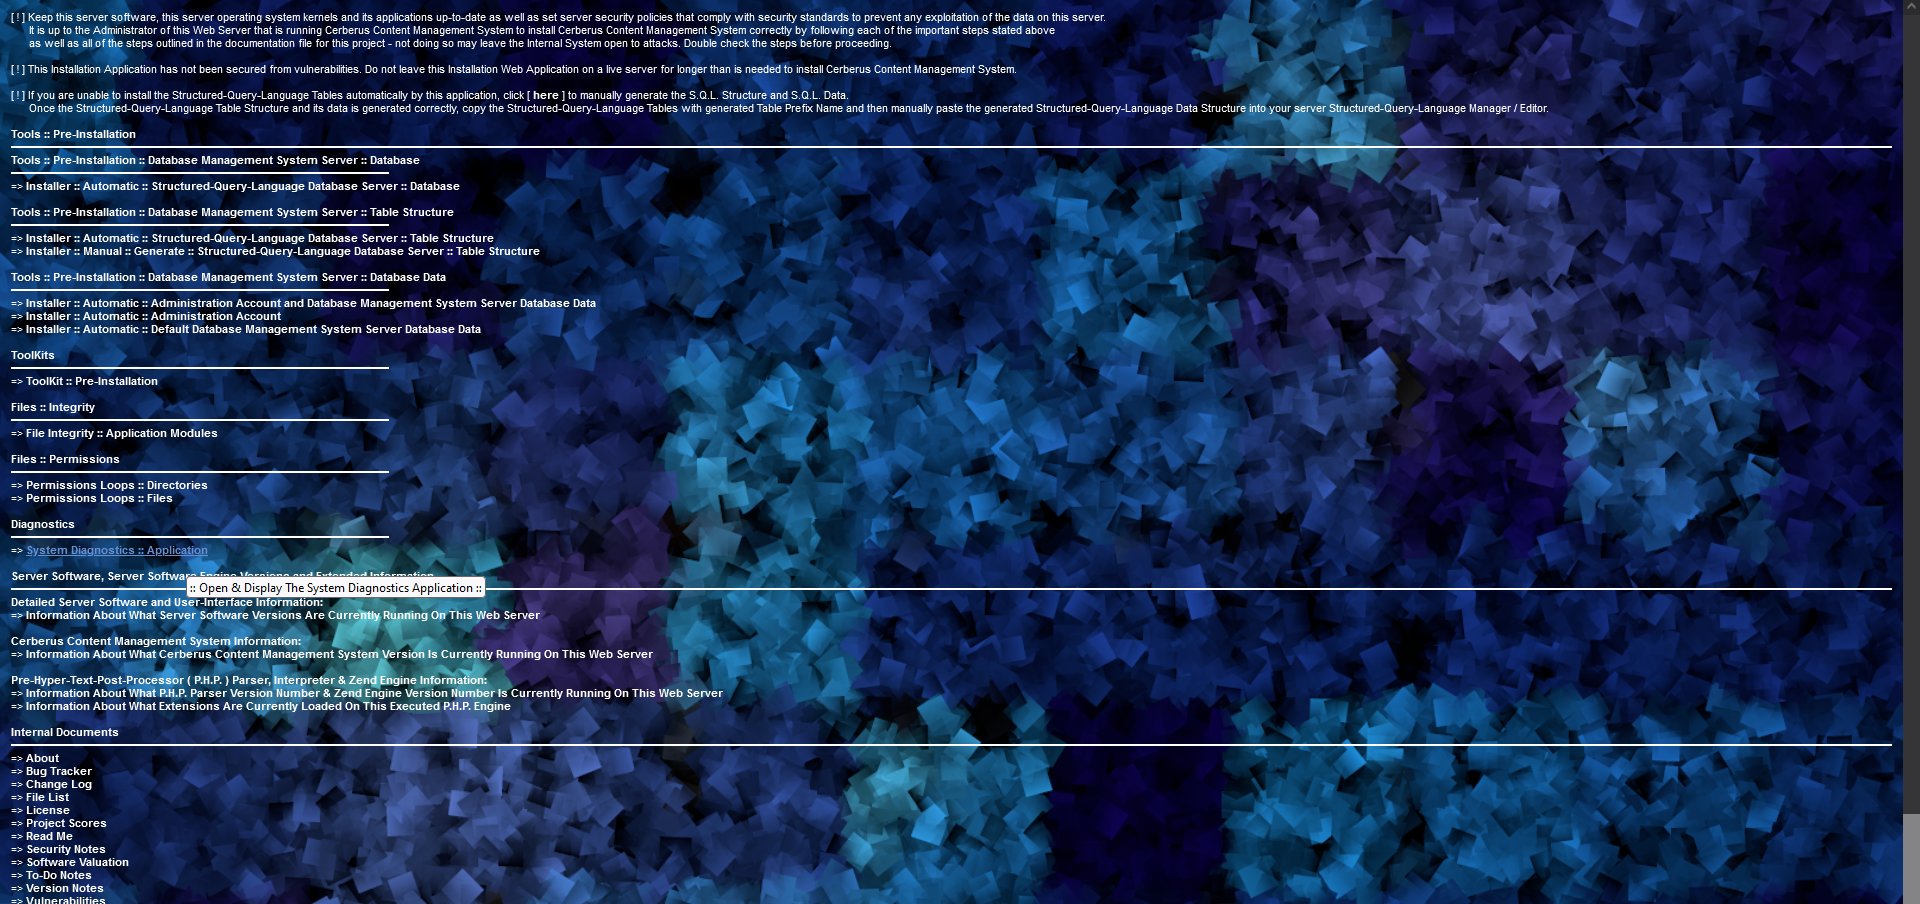 [ ! ] Keep this server software, this server operating system kernels and its applications up-to-date as well as set server security policies that comply with security standards to prevent any exploitation of the data on this server.
It is up to the Administrator of this Web Server that is running Cerberus Content Management System to install Cerberus Content Management System correctly by following each of the important steps stated above
as well as all of the steps outlined in the documentation file for this project - not doing so may leave the Internal System open to attacks. Double check the steps before proceeding.
[ ! ] This Installation Application has not been secured from vulnerabilities. Do not leave this Installation Web Application on a live server for longer than is needed to install Cerberus Content Management System.
[ ! ] If you are unable to install the Structured-Query-Language Tables automatically by this application, click [ here ] to manually generate the S.Q.L. Structure and S.Q.L. Data.
Once the Structured-Query-Language Table Structure and its data is generated correctly, copy the Structured-Query-Language Tables with generated Table Prefix Name and then manually paste the generated Structured-Query-Language Data Structure into your server Structured-Query-Language Manager / Editor.
Tools :: Pre-Installation
Tools :: Pre-Installation :: Database Management System Server :: Database
=> Installer :: Automatic :: Structured-Query-Language Database Server :: Database
Tools :: Pre-Installation :: Database Management System Server :: Table Structure
=> Installer :: Automatic :: Structured-Query-Language Database Server :: Table Structure
=> Installer :: Manual :: Generate :: Structured-Query-Language Database Server :: Table Structure
Tools :: Pre-Installation :: Database Management System Server :: Database Data
=> Installer :: Automatic :: Administration Account and Database Management System Server Database Data
=> Installer :: Automatic :: Administration Account
=> Installer :: Automatic :: Default Database Management System Server Database Data
ToolKits
=> ToolKit :: Pre-Installation
Files :: Integrity
=> File Integrity :: Application Modules
Files :: Permissions
=> Permissions Loops :: Directories
=> Permissions Loops :: Files
Diagnostics
=> System Diagnostics :: Application
Server Software, Server Software Engine Versions and Extended Information
:: Open & Display The System Diagnostics Application ::
Detailed Server Software and User-Interface Information:
=> Information About What Server Software Versions Are Currently Running On This Web Server
Cerberus Content Management System Information:
=> Information About What Cerberus Content Management System Version Is Currently Running On This Web Server
Pre-Hyper-Text-Post-Processor ( P.H.P. ) Parser, Interpreter & Zend Engine Information:
=> Information About What P.H.P. Parser Version Number & Zend Engine Version Number Is Currently Running On This Web Server
=> Information About What Extensions Are Currently Loaded On This Executed P.H.P. Engine
Internal Documents
=> About
=> Bug Tracker
=> Change Log
=> File List
=> License
=> Project Scores
=> Read Me
=> Security Notes
=> Software Valuation
=> To-Do Notes
=> Version Notes
=> Vulnerabilities